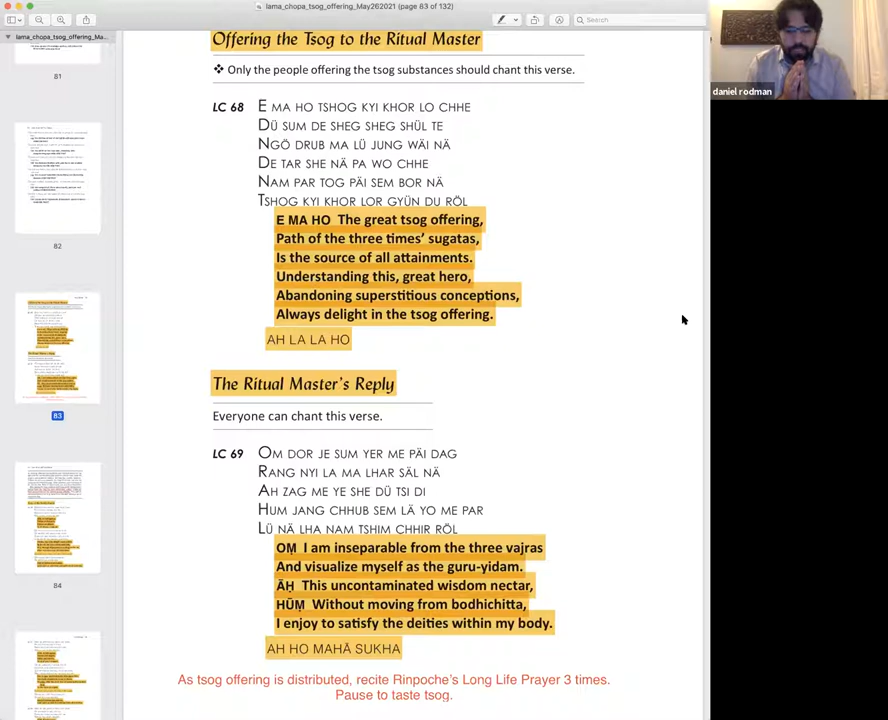 lama_chopa_tsog_offering_May262021 (page 83 of 132)
Search
lama_chopa_tsog_offering_Ma...
81
82
83
84
daniel rodman
Offering the Tsog to the Ritual Master
❖ Only the people offering the tsog substances should chant this verse.
LC 68 E MA HO TSHOG KYI KHOR LO CHHE
DÜ SUM DE SHEG SHEG SHÜL TE
NGÖ DRUB MA LÜ JUNG WÄI NÄ
DE TAR SHE NÄ PA WO CHHE
NAM PAR TOG PÄI SEM BOR NÄ
TSHOG KYI KHOR LOR GYÜN DU RÖL
E MA HO The great tsog offering,
Path of the three times’ sugatas,
Is the source of all attainments.
Understanding this, great hero,
Abandoning superstitious conceptions,
Always delight in the tsog offering.
AH LA LA HO
The Ritual Master’s Reply
Everyone can chant this verse.
LC 69 OM DOR JE SUM YER ME PÄI DAG
RANG NYI LA MA LHAR SÄL NÄ
AH ZAG ME YE SHE DÜ TSI DI
HUM JANG CHHUB SEM LÄ YO ME PAR
LÜ NÄ LHA NAM TSHIM CHHIR RÖL
OṂ I am inseparable from the three vajras
And visualize myself as the guru-yidam.
ĀḤ This uncontaminated wisdom nectar,
HŪṂ Without moving from bodhichitta,
I enjoy to satisfy the deities within my body.
AH HO MAHĀ SUKHA
As tsog offering is distributed, recite Rinpoche’s Long Life Prayer 3 times.
Pause to taste tsog.